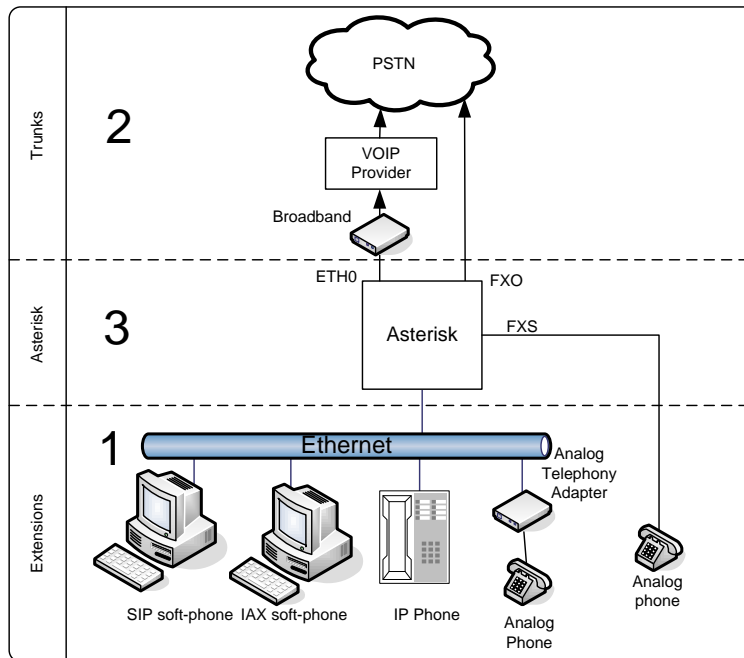 Trunks
2
PSTN
VOIP
Provider
Broadband
Asterisk
3
ETH0
FXO
Asterisk
FXS
Extensions
1
Ethernet
Analog
Telephony
Adapter
SIP soft-phone
IAX soft-phone
IP Phone
Analog
Phone
Analog
phone